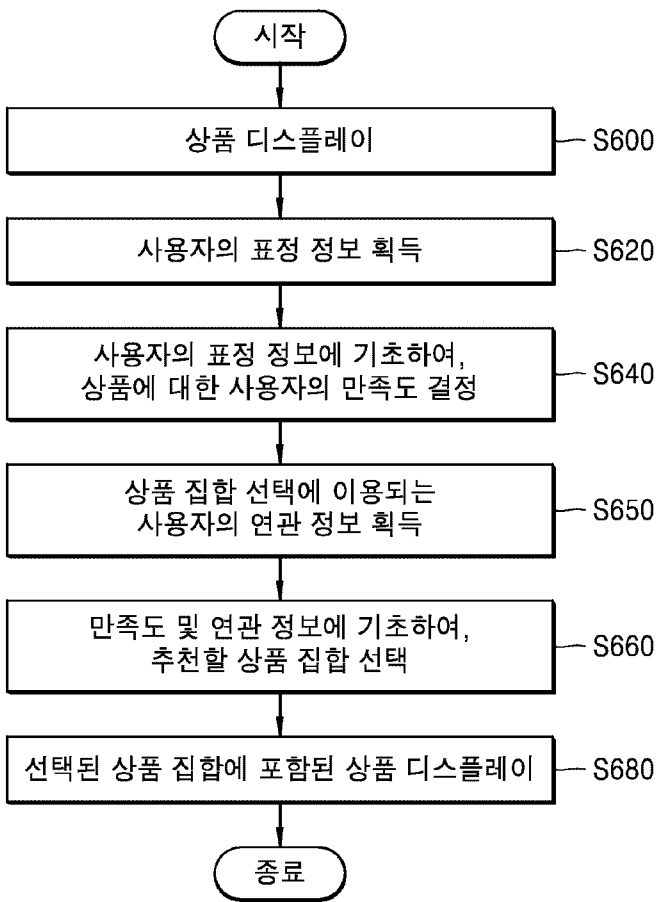 시작
상품 디스플레이
S600
사용자의 표정 정보 획득
S620
사용자의 표정 정보에 기초하여,
상품에 대한 사용자의 만족도 결정
S640
상품 집합 선택에 이용되는
사용자의 연관 정보 획득
S650
만족도 및 연관 정보에 기초하여,
추천할 상품 집합 선택
S660
선택된 상품 집합에 포함된 상품 디스플레이
S680
종료